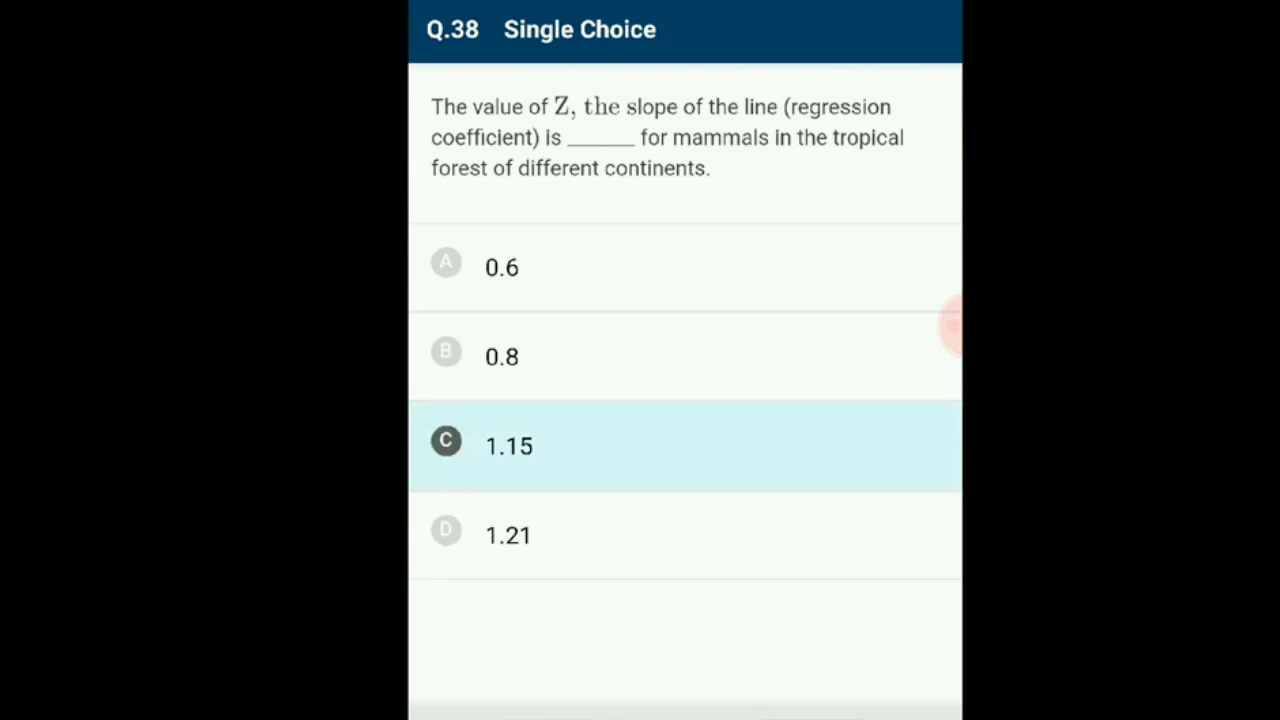 Q.38 Single Choice
The value of Z, the slope of the line (regression
coefficient) is ______ for mammals in the tropical
forest of different continents.
A 0.6
B 0.8
C 1.15
D 1.21